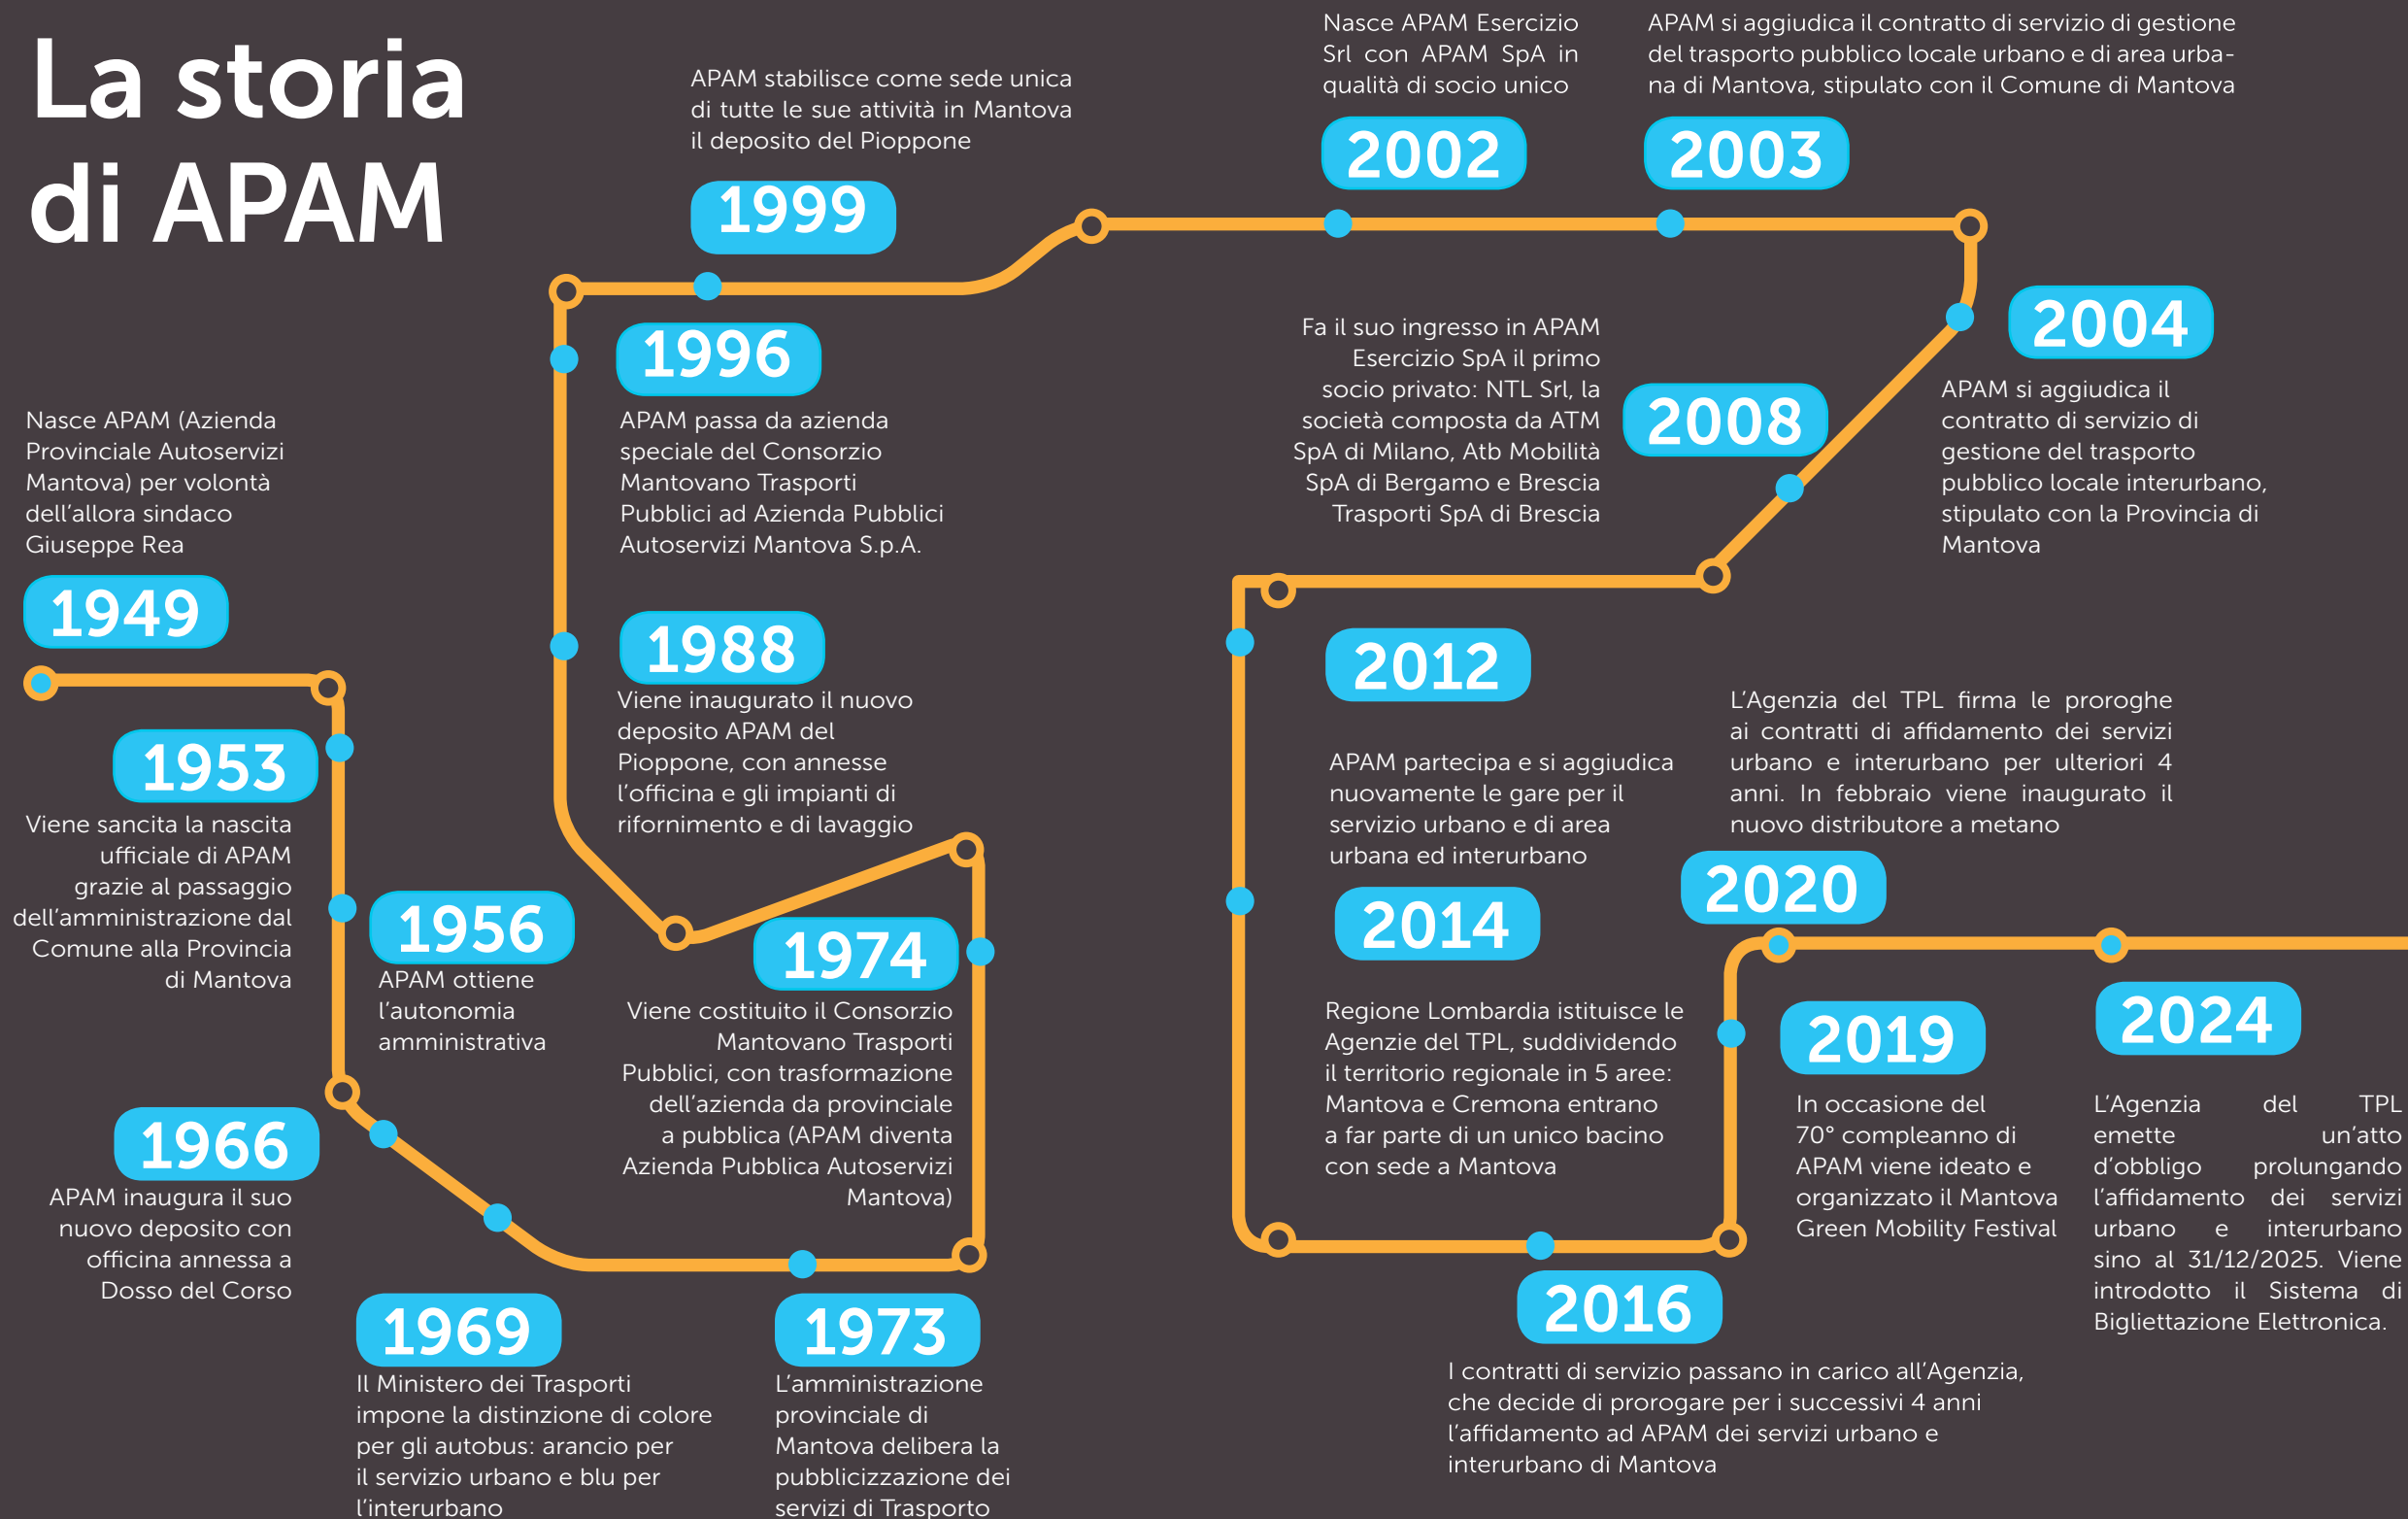 La storia
di APAM
Nasce APAM (Azienda
Provinciale Autoservizi
Mantova) per volontà
dell’allora sindaco
Giuseppe Rea
1949
1953
Viene sancita la nascita
ufficiale di APAM
grazie al passaggio
dell’amministrazione dal
Comune alla Provincia
di Mantova
1956
APAM ottiene
l’autonomia
amministrativa
1966
APAM inaugura il suo
nuovo deposito con
officina annessa a
Dosso del Corso
1969
Il Ministero dei Trasporti
impone la distinzione di colore
per gli autobus: arancio per
il servizio urbano e blu per
l’interurbano
1973
L’amministrazione
provinciale di
Mantova delibera la
pubblicizzazione dei
servizi di Trasporto
1974
Viene costituito il Consorzio
Mantovano Trasporti
Pubblici, con trasformazione
dell’azienda da provinciale
a pubblica (APAM diventa
Azienda Pubblica Autoservizi
Mantova)
1988
Viene inaugurato il nuovo
deposito APAM del
Pioppone, con annesse
l’officina e gli impianti di
rifornimento e di lavaggio
1996
APAM passa da azienda
speciale del Consorzio
Mantovano Trasporti
Pubblici ad Azienda Pubblici
Autoservizi Mantova S.p.A.
APAM stabilisce come sede unica
di tutte le sue attività in Mantova
il deposito del Pioppone
1999
Nasce APAM Esercizio
Srl con APAM SpA in
qualità di socio unico
2002
APAM si aggiudica il contratto di servizio di gestione
del trasporto pubblico locale urbano e di area urba-
na di Mantova, stipulato con il Comune di Mantova
2003
2004
APAM si aggiudica il
contratto di servizio di
gestione del trasporto
pubblico locale interurbano,
stipulato con la Provincia di
Mantova
Fa il suo ingresso in APAM
Esercizio SpA il primo
socio privato: NTL Srl, la
società composta da ATM
SpA di Milano, Atb Mobilità
SpA di Bergamo e Brescia
Trasporti SpA di Brescia
2008
2012
APAM partecipa e si aggiudica
nuovamente le gare per il
servizio urbano e di area
urbana ed interurbano
2014
Regione Lombardia istituisce le
Agenzie del TPL, suddividendo
il territorio regionale in 5 aree:
Mantova e Cremona entrano
a far parte di un unico bacino
con sede a Mantova
2016
I contratti di servizio passano in carico all’Agenzia,
che decide di prorogare per i successivi 4 anni
l’affidamento ad APAM dei servizi urbano e
interurbano di Mantova
2019
In occasione del
70° compleanno di
APAM viene ideato e
organizzato il Mantova
Green Mobility Festival
L’Agenzia del TPL firma le proroghe
ai contratti di affidamento dei servizi
urbano e interurbano per ulteriori 4
anni. In febbraio viene inaugurato il
nuovo distributore a metano
2020
2024
L’Agenzia del TPL
emette un’atto
d’obbligo prolungando
l’affidamento dei servizi
urbano e interurbano
sino al 31/12/2025. Viene
introdotto il Sistema di
Bigliettazione Elettronica.